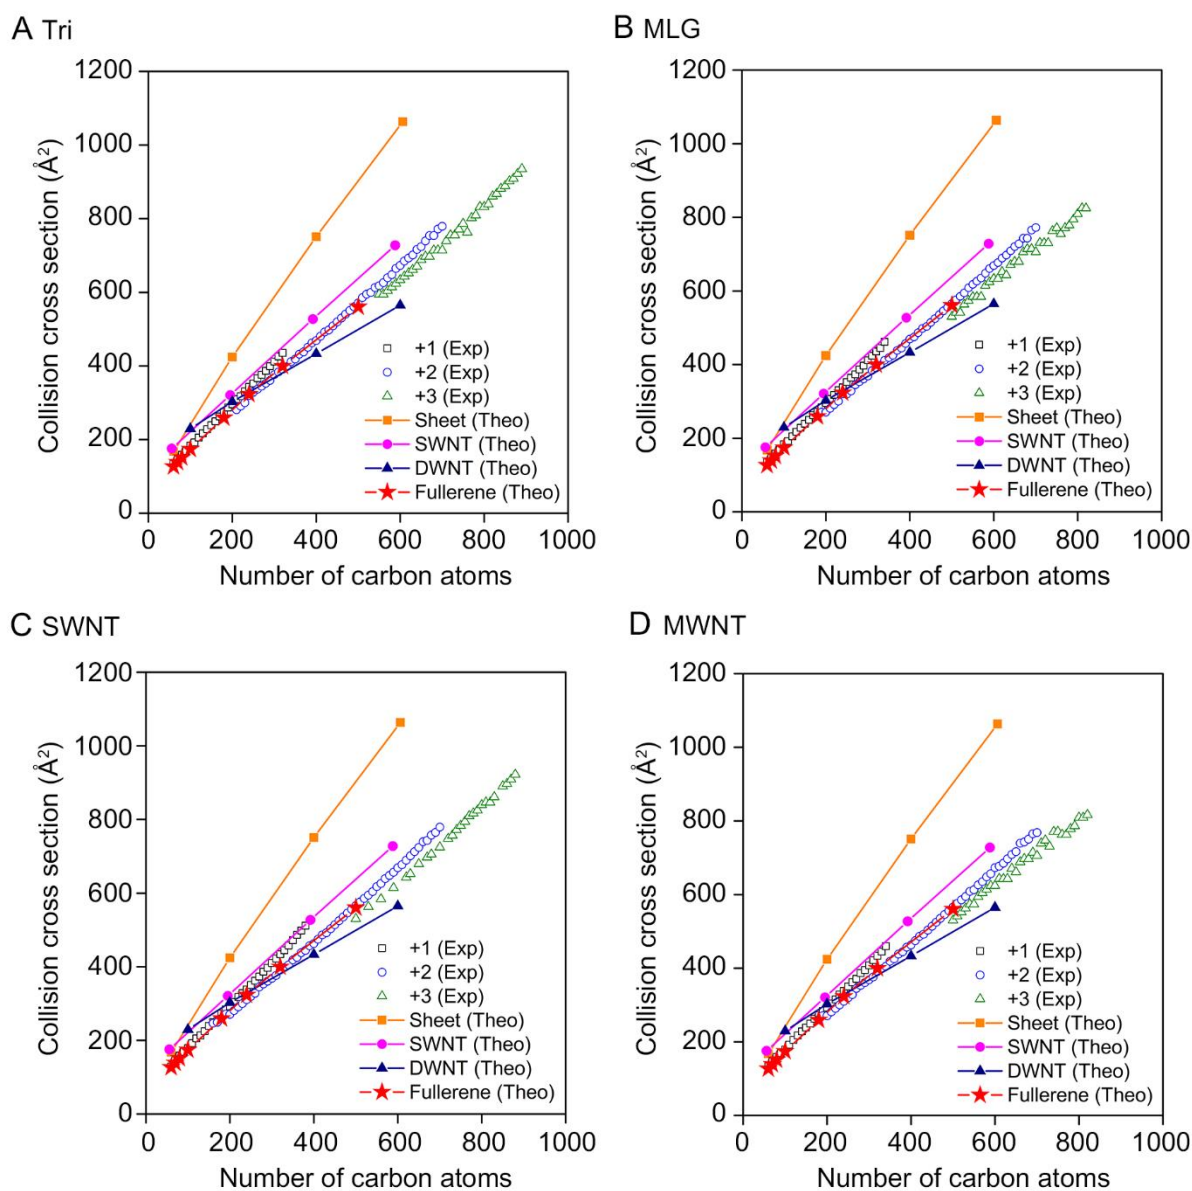 A Tri
1200
1000
800
600
400
200
0
Collision cross section (Å²)
+1 (Exp)
+2 (Exp)
+3 (Exp)
Sheet (Theo)
SWNT (Theo)
DWNT (Theo)
Fullerene (Theo)
0 200 400 600 800 1000
Number of carbon atoms
B MLG
1200
1000
800
600
400
200
0
Collision cross section (Å²)
+1 (Exp)
+2 (Exp)
+3 (Exp)
Sheet (Theo)
SWNT (Theo)
DWNT (Theo)
Fullerene (Theo)
0 200 400 600 800 1000
Number of carbon atoms
C SWNT
1200
1000
800
600
400
200
0
Collision cross section (Å²)
+1 (Exp)
+2 (Exp)
+3 (Exp)
Sheet (Theo)
SWNT (Theo)
DWNT (Theo)
Fullerene (Theo)
0 200 400 600 800 1000
Number of carbon atoms
D MWNT
1200
1000
800
600
400
200
0
Collision cross section (Å²)
+1 (Exp)
+2 (Exp)
+3 (Exp)
Sheet (Theo)
SWNT (Theo)
DWNT (Theo)
Fullerene (Theo)
0 200 400 600 800 1000
Number of carbon atoms